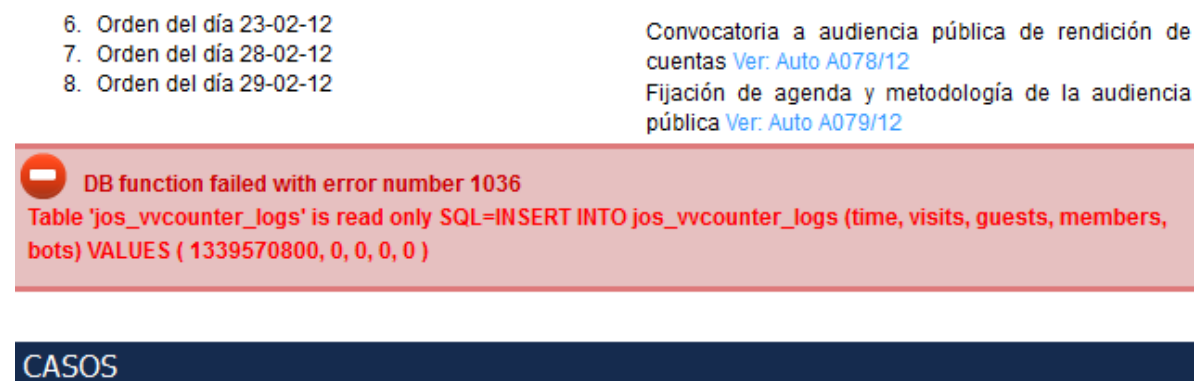 6. Orden del día 23-02-12
7. Orden del día 28-02-12
8. Orden del día 29-02-12
Convocatoria a audiencia pública de rendición de
cuentas Ver: Auto A078/12
Fijación de agenda y metodología de la audiencia
pública Ver: Auto A079/12
DB function failed with error number 1036
Table 'jos_vvcounter_logs' is read only SQL=INSERT INTO jos_vvcounter_logs (time, visits, guests, members,
bots) VALUES ( 1339570800, 0, 0, 0, 0 )
CASOS